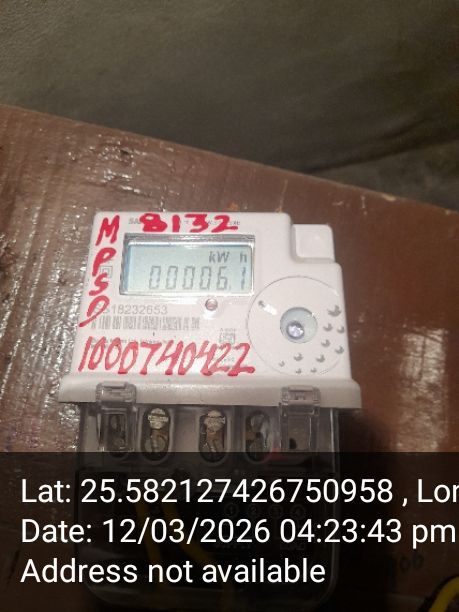 8132
MPSD
kW h
000061
18232653
1000740422
Lat: 25.582127426750958 , Lon
Date: 12/03/2026 04:23:43 pm
Address not available